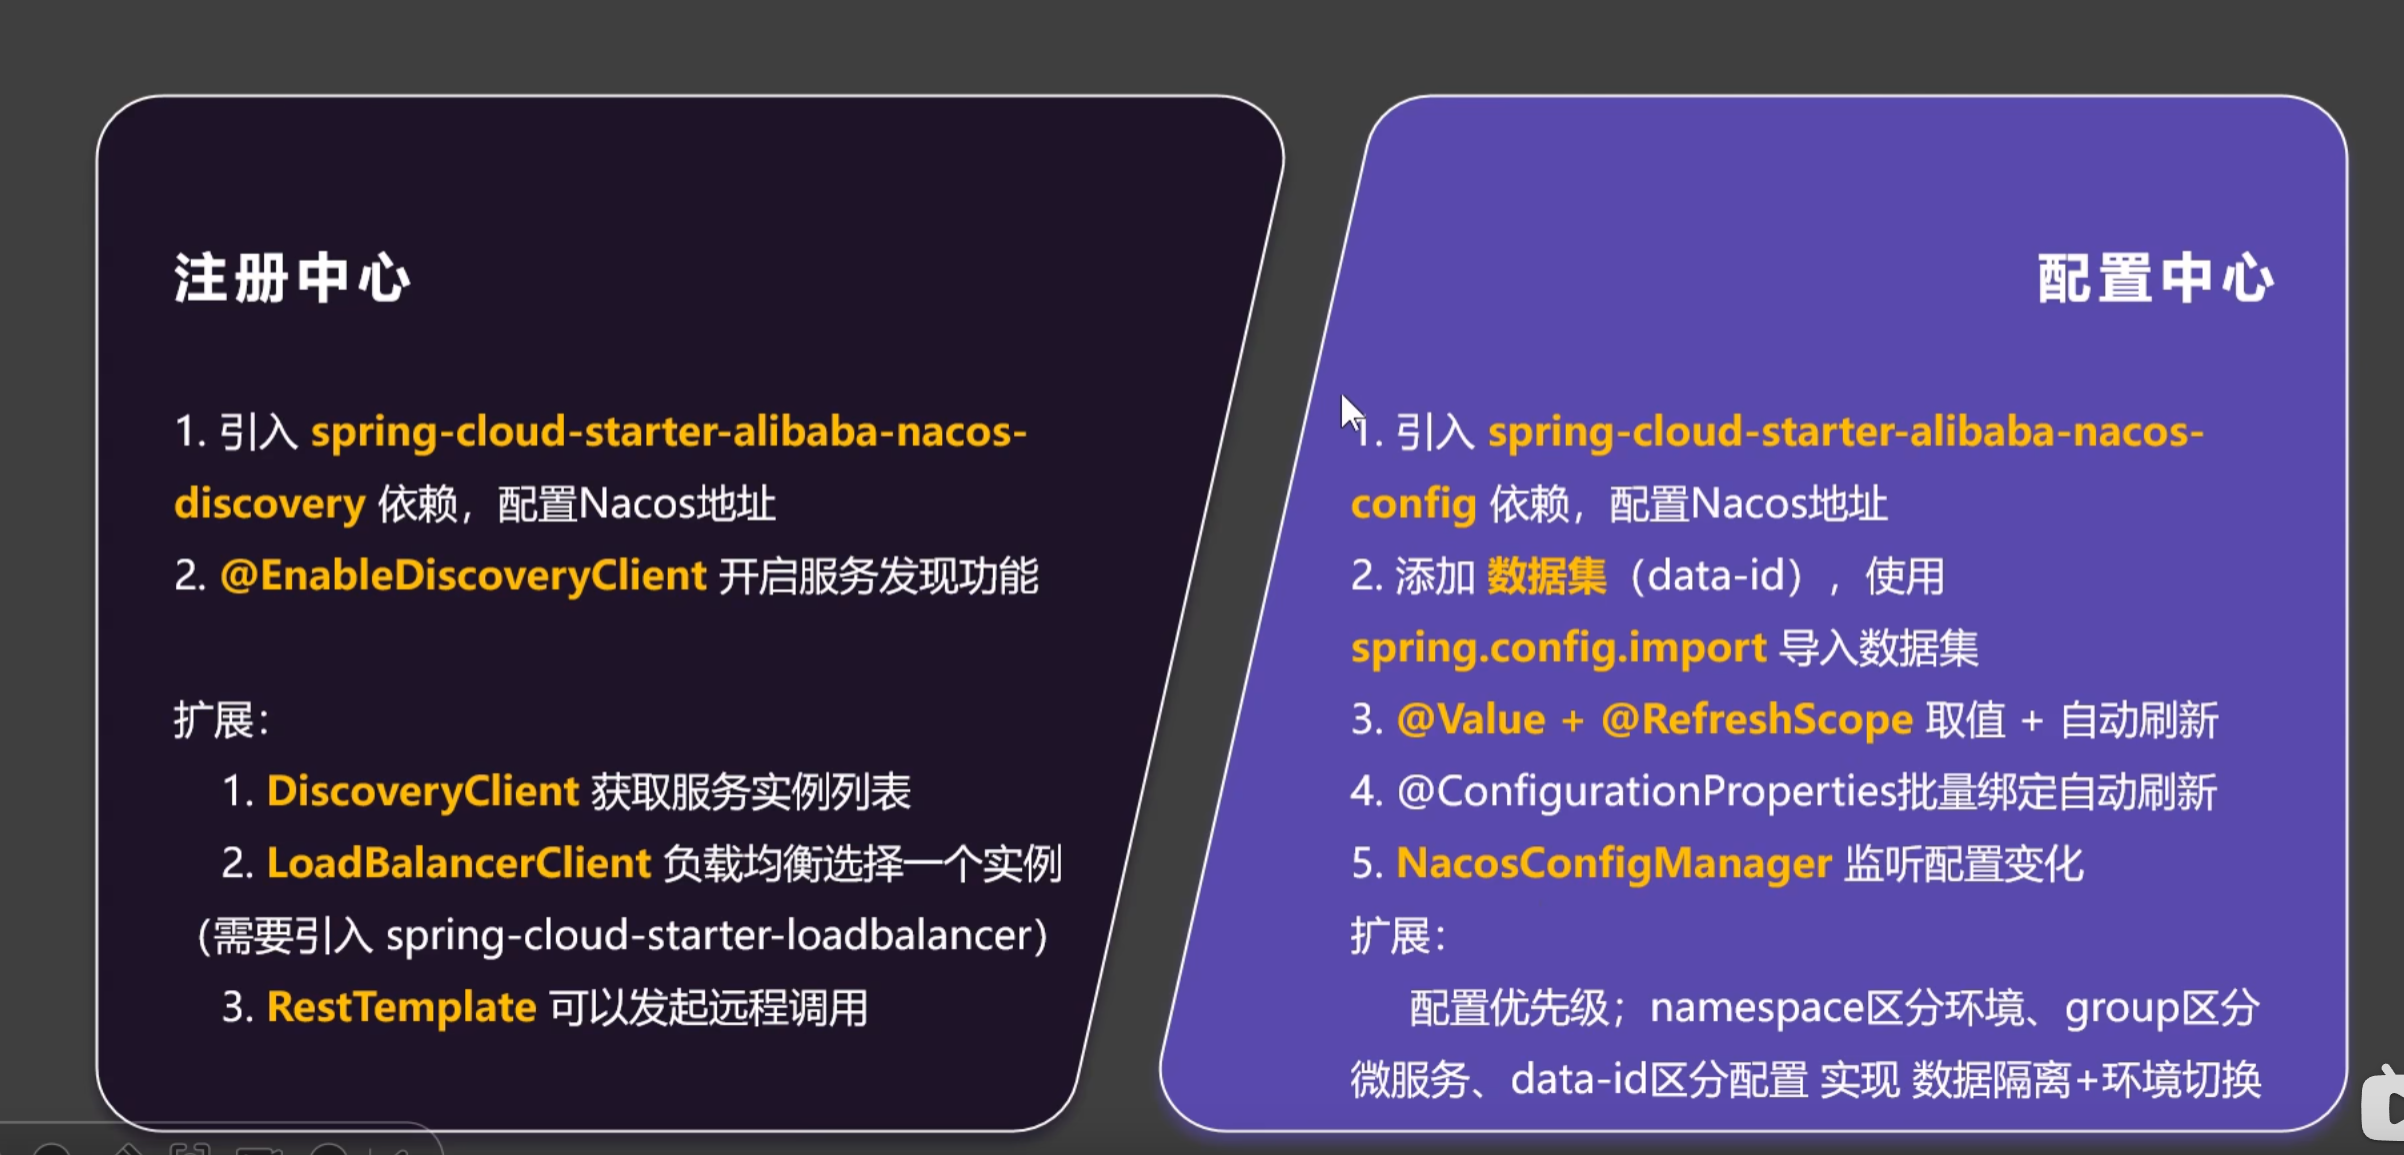 注册中心
1. 引入 spring-cloud-starter-alibaba-nacos-
discovery 依赖，配置Nacos地址
2. @EnableDiscoveryClient 开启服务发现功能
扩展：
1. DiscoveryClient 获取服务实例列表
2. LoadBalancerClient 负载均衡选择一个实例
（需要引入 spring-cloud-starter-loadbalancer）
3. RestTemplate 可以发起远程调用
配置中心
1. 引入 spring-cloud-starter-alibaba-nacos-
config 依赖，配置Nacos地址
2. 添加 数据集（data-id），使用
spring.config.import 导入数据集
3. @Value + @RefreshScope 取值 + 自动刷新
4. @ConfigurationProperties批量绑定自动刷新
5. NacosConfigManager 监听配置变化
扩展：
配置优先级；namespace区分环境、group区分
微服务、data-id区分配置 实现 数据隔离+环境切换